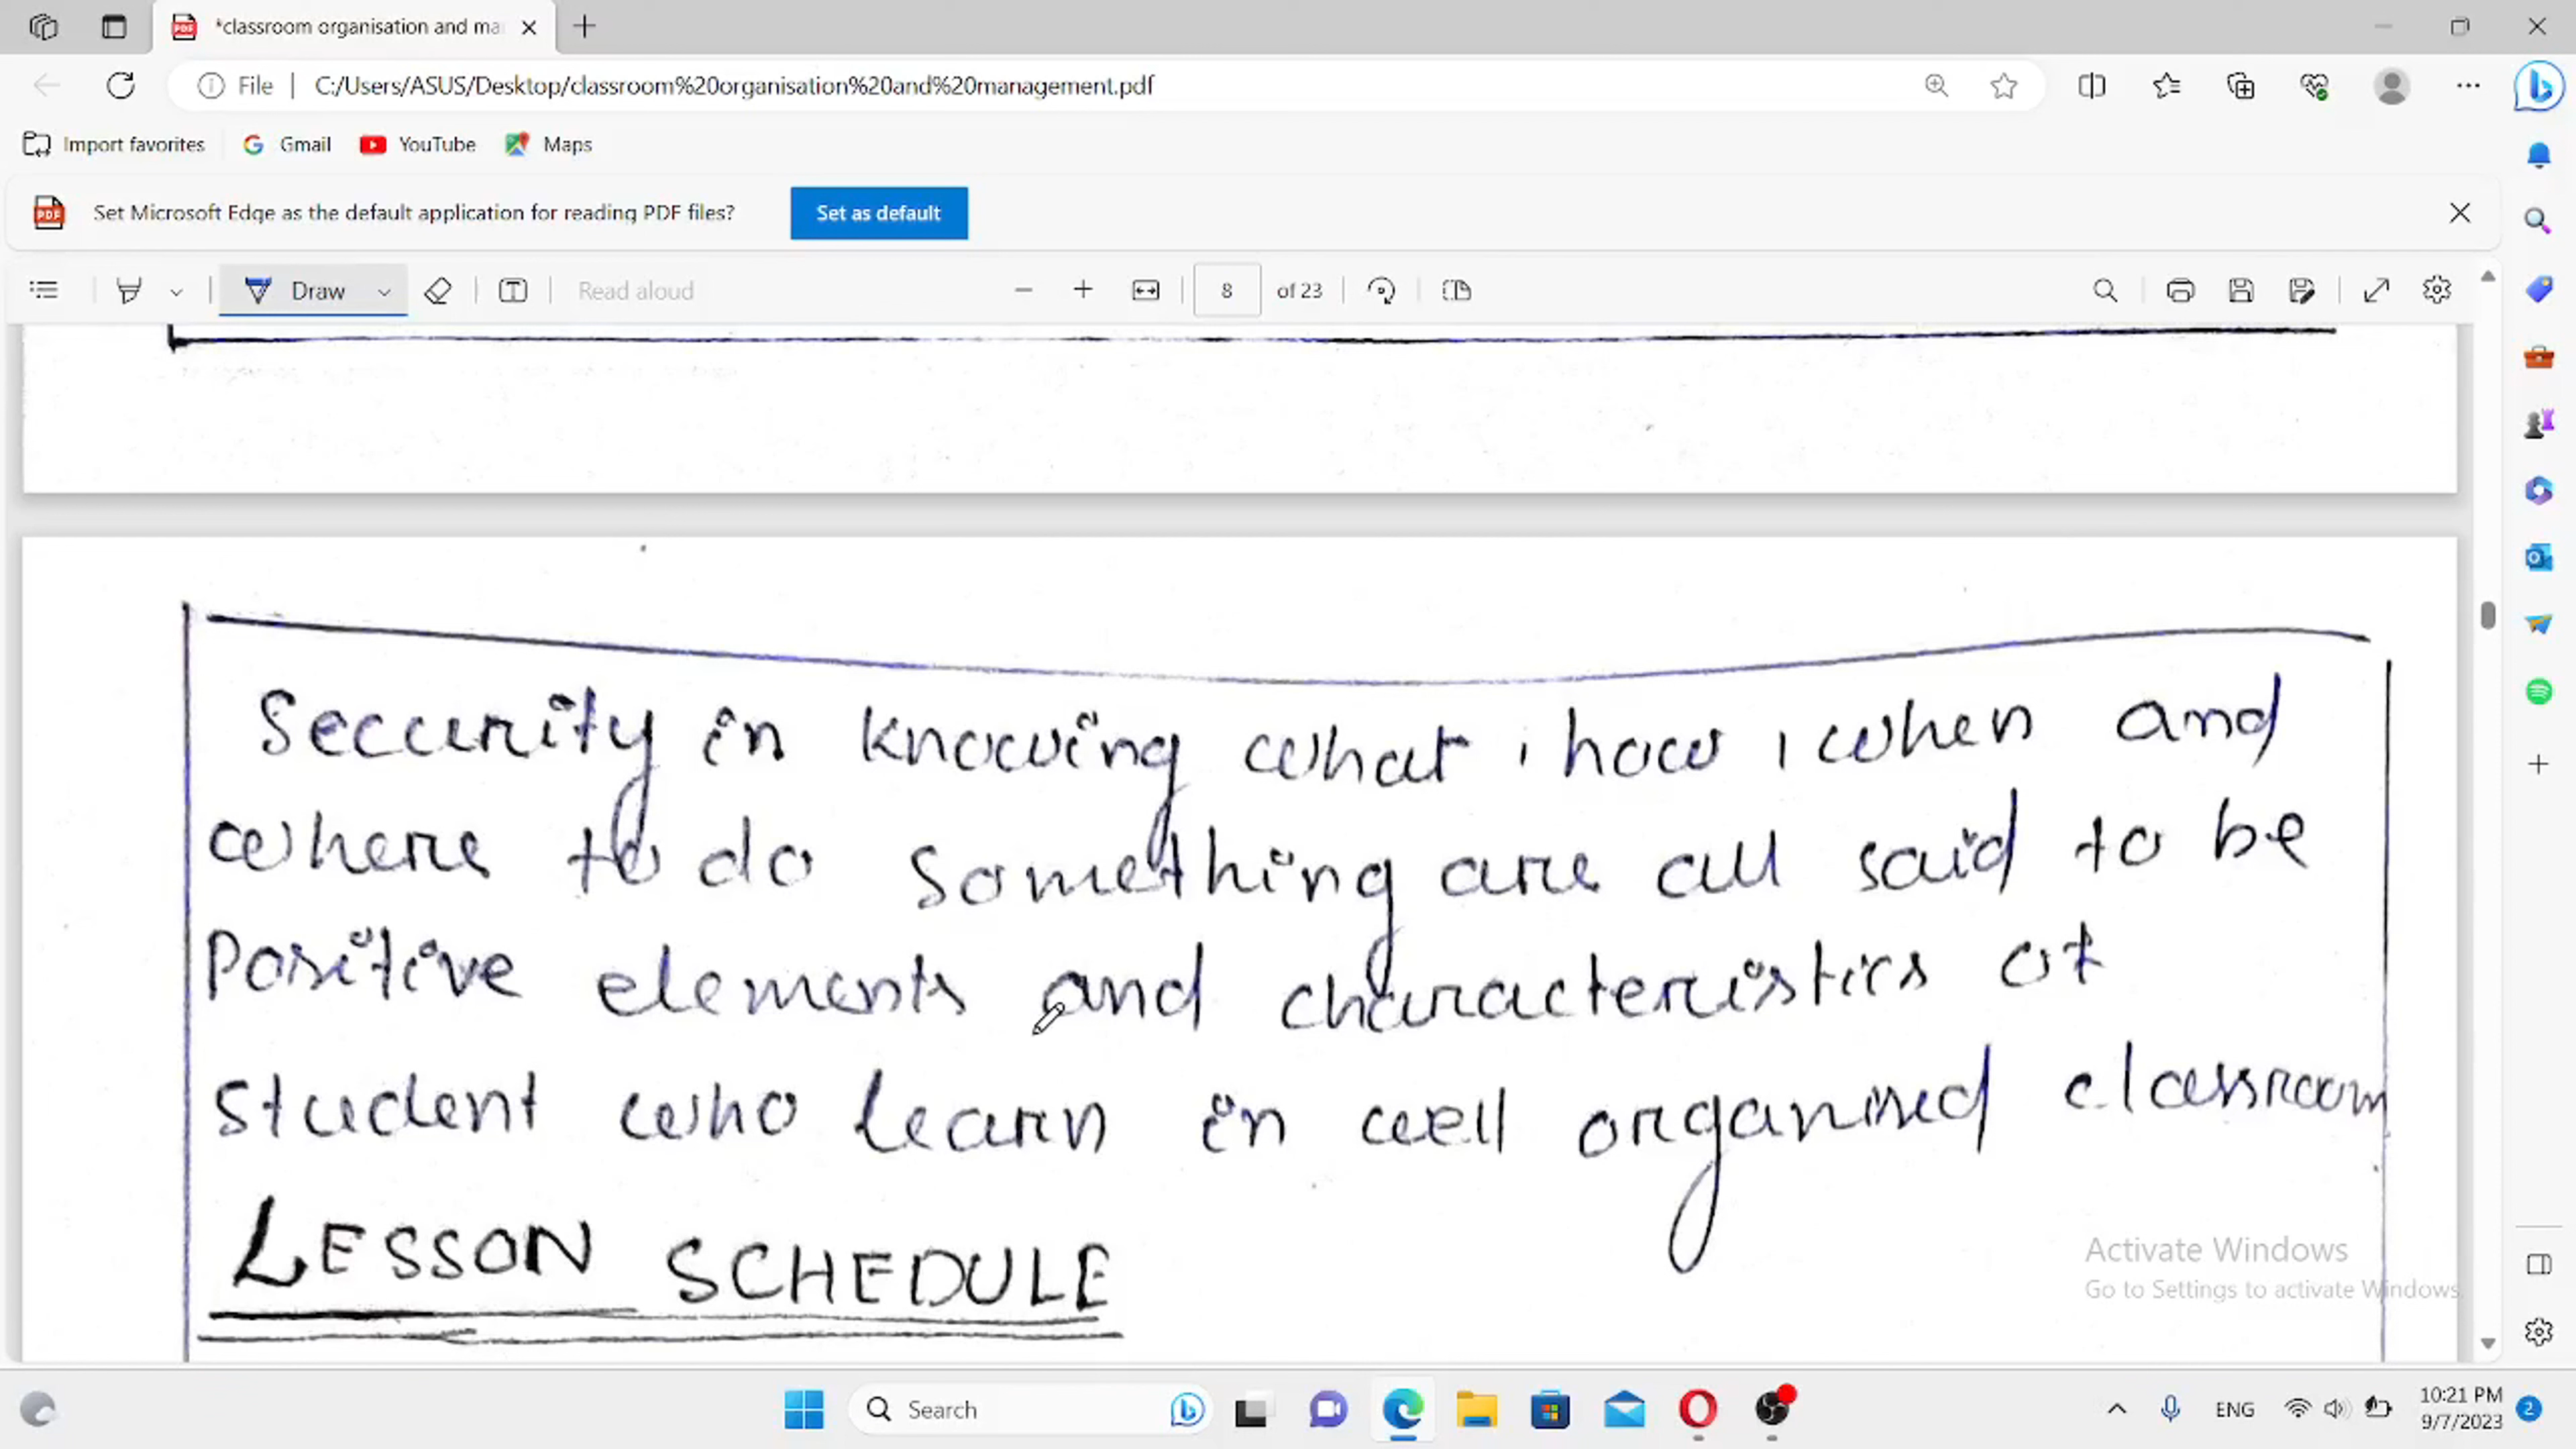 *classroom organisation and ma
File | C:/Users/ASUS/Desktop/classroom%20organisation%20and%20management.pdf
Import favorites Gmail YouTube Maps
Set Microsoft Edge as the default application for reading PDF files? Set as default
Draw Read aloud 8 of 23
Security in knowing what, how, when and
where to do something are all said to be
Positive elements and characteristics of
student who learn in well organised classroom
LESSON SCHEDULE
Activate Windows
Go to Settings to activate Windows.
Search
ENG
10:21 PM
9/7/2023
2